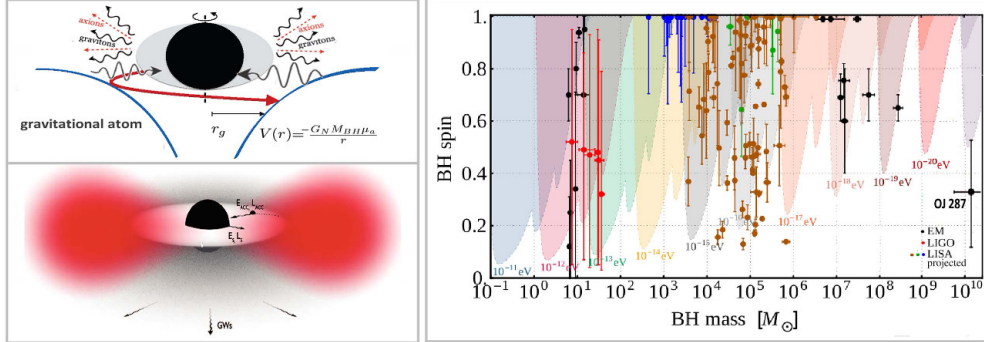 axions
gravitons
axions
gravitons
gravitational atom
r_g
V(r)=\frac{-G_N M_{BH}\mu_a}{r}
E_ACC, L_ACC
GWs
BH spin
1.
0.8
0.6
0.4
0.2
0.
10^{-11}eV
10^{-12}eV
10^{-13}eV
10^{-14}eV
10^{-15}eV
10^{-17}eV
10^{-18}eV
10^{-19}eV
10^{-20}eV
OJ 287
EM
LIGO
LISA
projected
10^{-1} 1 10^1 10^2 10^3 10^4 10^5 10^6 10^7 10^8 10^9 10^{10}
BH mass [M_⊙]